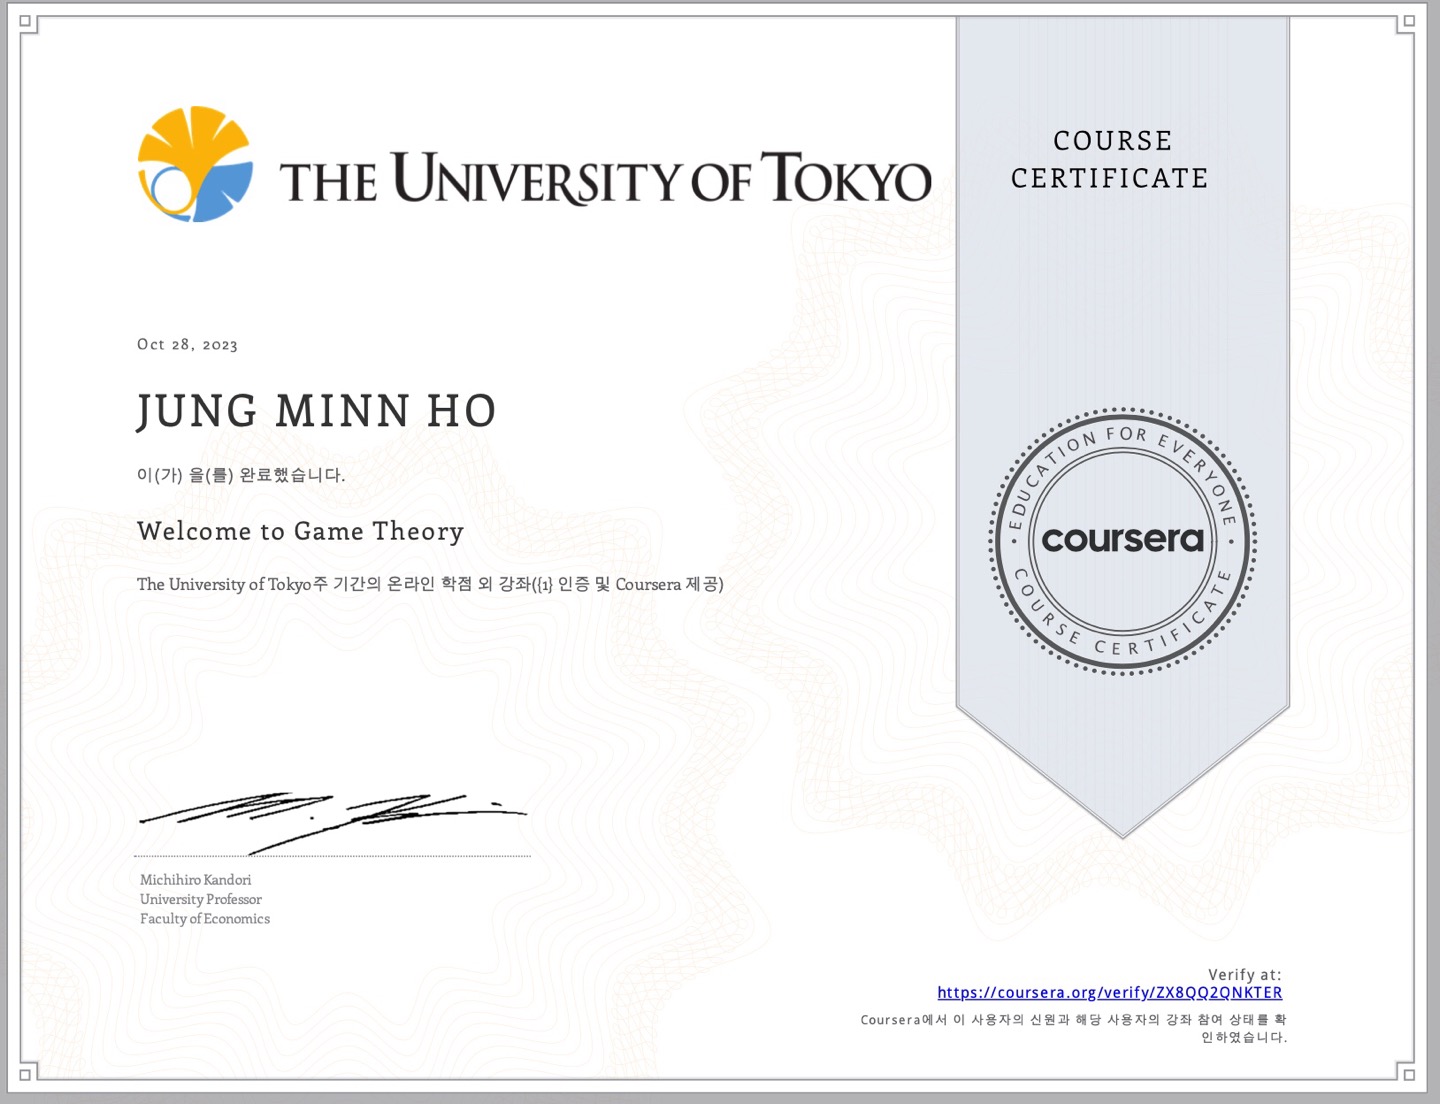 THE UNIVERSITY OF TOKYO
COURSE
CERTIFICATE
Oct 28, 2023
JUNG MINN HO
이(가) 을(를) 완료했습니다.
Welcome to Game Theory
The University of Tokyo주 기간의 온라인 학점 외 강좌({1} 인증 및 Coursera 제공)
EDUCATION FOR EVERYONE
coursera
COURSE CERTIFICATE
Michihiro Kandori
University Professor
Faculty of Economics
Verify at:
https://coursera.org/verify/ZX8QQ2QNKTER
Coursera에서 이 사용자의 신원과 해당 사용자의 강좌 참여 상태를 확
인하였습니다.